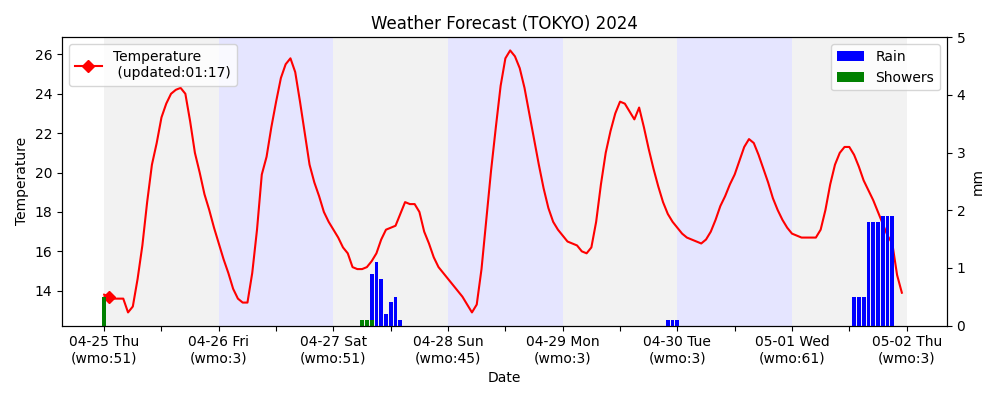 Weather Forecast (TOKYO) 2024
Temperature
(updated:01:17)
Rain
Showers
26
24
22
20
18
16
14
Temperature
5
4
3
2
1
0
mm
04-25 Thu
(wmo:51)
04-26 Fri
(wmo:3)
04-27 Sat
(wmo:51)
04-28 Sun
(wmo:45)
04-29 Mon
(wmo:3)
04-30 Tue
(wmo:3)
05-01 Wed
(wmo:61)
05-02 Thu
(wmo:3)
Date